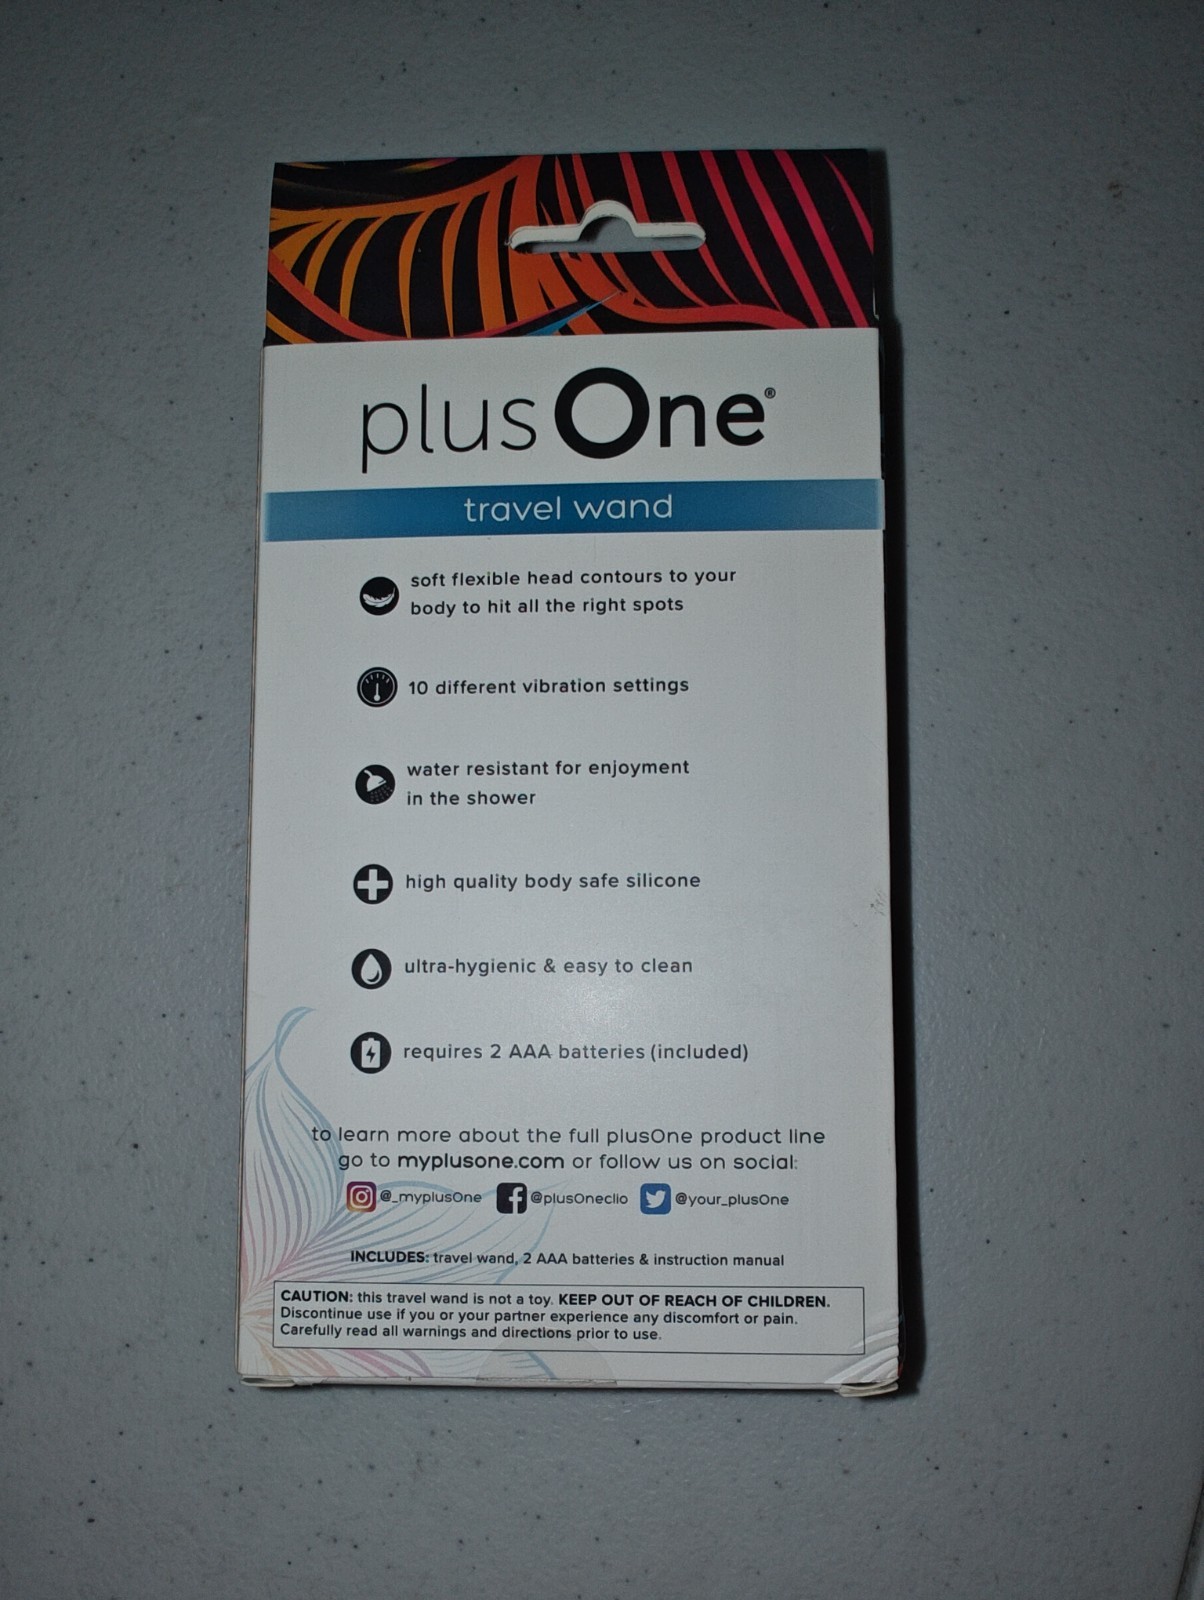 plusOne®
travel wand
soft flexible head contours to your
body to hit all the right spots
10 different vibration settings
water resistant for enjoyment
in the shower
high quality body safe silicone
ultra-hygienic & easy to clean
requires 2 AAA batteries (included)
to learn more about the full plusOne product line
go to myplusone.com or follow us on social:
@_myplusOne @plusOneclio @your_plusOne
INCLUDES: travel wand, 2 AAA batteries & instruction manual
CAUTION: this travel wand is not a toy. KEEP OUT OF REACH OF CHILDREN.
Discontinue use if you or your partner experience any discomfort or pain.
Carefully read all warnings and directions prior to use.